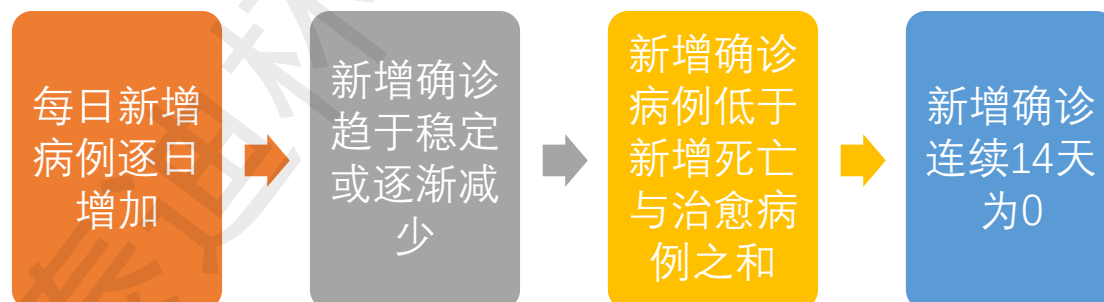 每日新增
病例逐日
增加
新增确诊
趋于稳定
或逐渐减
少
新增确诊
病例低于
新增死亡
与治愈病
例之和
新增确诊
连续14天
为0